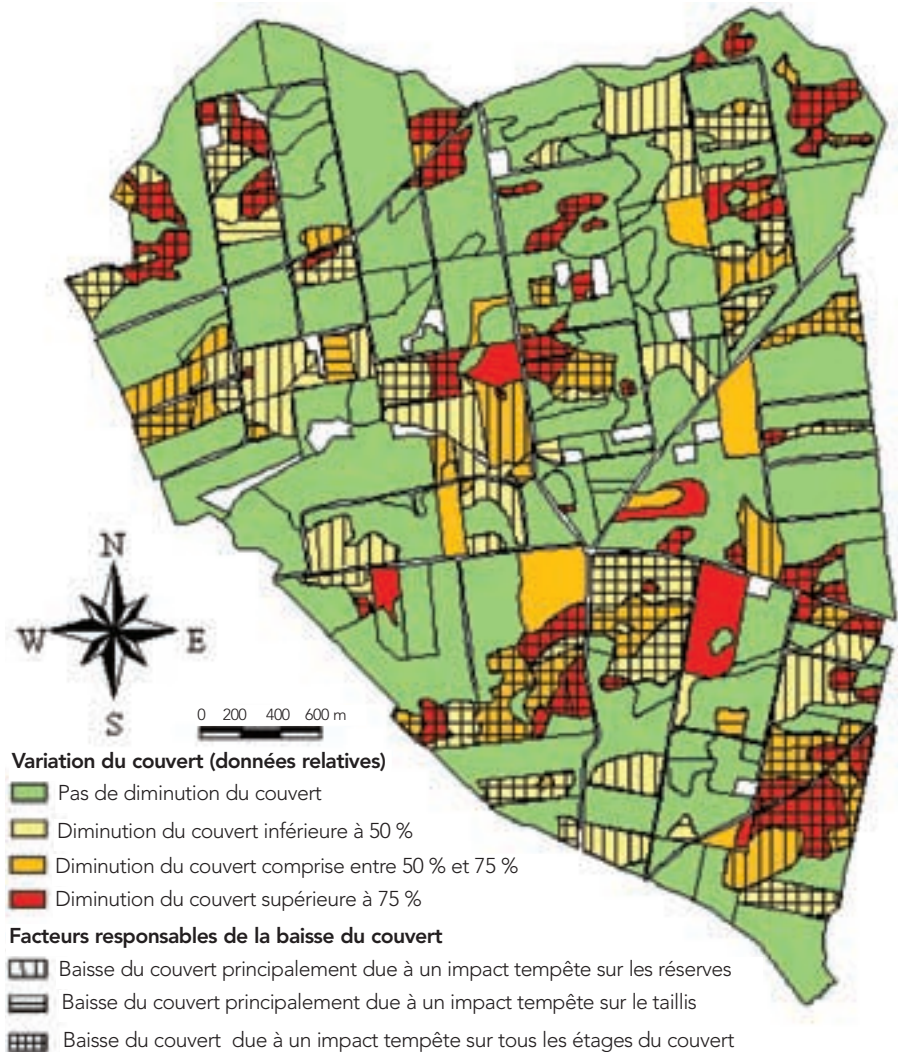 N
W E
S
0 200 400 600 m
Variation du couvert (données relatives)
Pas de diminution du couvert
Diminution du couvert inférieure à 50 %
Diminution du couvert comprise entre 50 % et 75 %
Diminution du couvert supérieure à 75 %
Facteurs responsables de la baisse du couvert
Baisse du couvert principalement due à un impact tempête sur les réserves
Baisse du couvert principalement due à un impact tempête sur le taillis
Baisse du couvert due à un impact tempête sur tous les étages du couvert